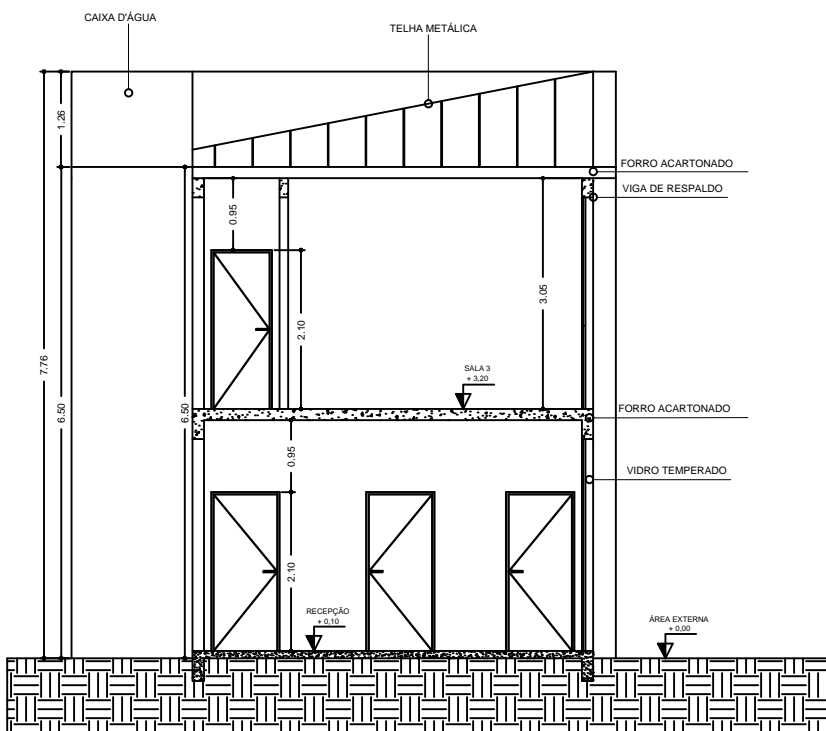 CAIXA D'ÁGUA
TELHA METÁLICA
1.26
FORRO ACARTONADO
VIGA DE RESPALDO
0.95
2.10
3.05
7.76
6.50
6.50
SALA 3
+ 3,20
FORRO ACARTONADO
0.95
VIDRO TEMPERADO
2.10
RECEPÇÃO
+ 0,10
ÁREA EXTERNA
+ 0,00